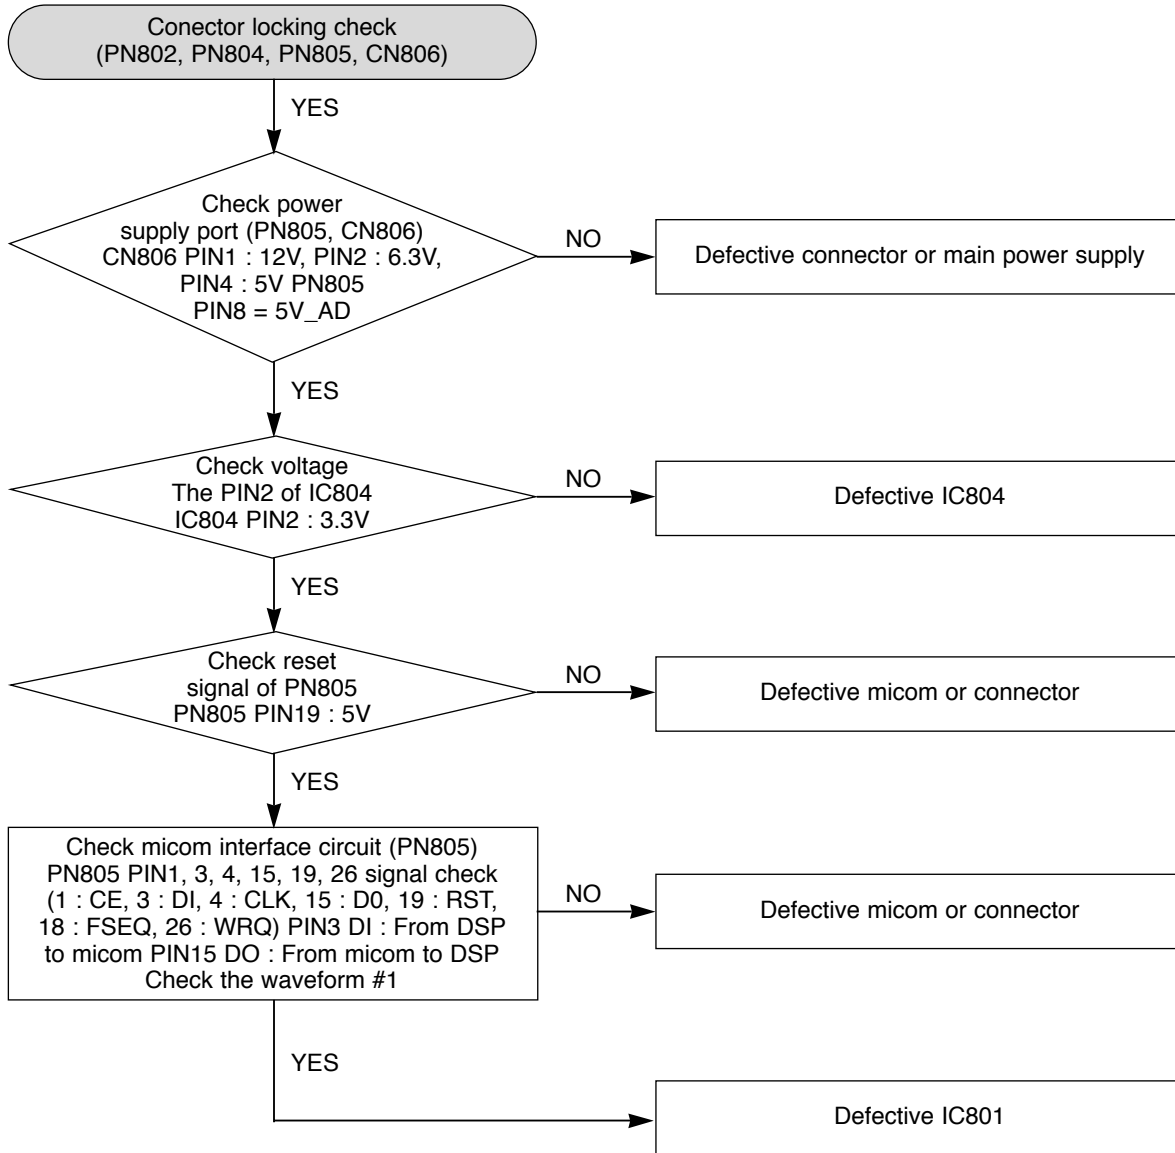 Conector locking check
(PN802, PN804, PN805, CN806)
YES
Check power
supply port (PN805, CN806)
CN806 PIN1 : 12V, PIN2 : 6.3V,
PIN4 : 5V PN805
PIN8 = 5V_AD
NO
Defective connector or main power supply
YES
Check voltage
The PIN2 of IC804
IC804 PIN2 : 3.3V
NO
Defective IC804
YES
Check reset
signal of PN805
PN805 PIN19 : 5V
NO
Defective micom or connector
YES
Check micom interface circuit (PN805)
PN805 PIN1, 3, 4, 15, 19, 26 signal check
(1 : CE, 3 : DI, 4 : CLK, 15 : D0, 19 : RST,
18 : FSEQ, 26 : WRQ) PIN3 DI : From DSP
to micom PIN15 DO : From micom to DSP
Check the waveform #1
NO
Defective micom or connector
YES
Defective IC801